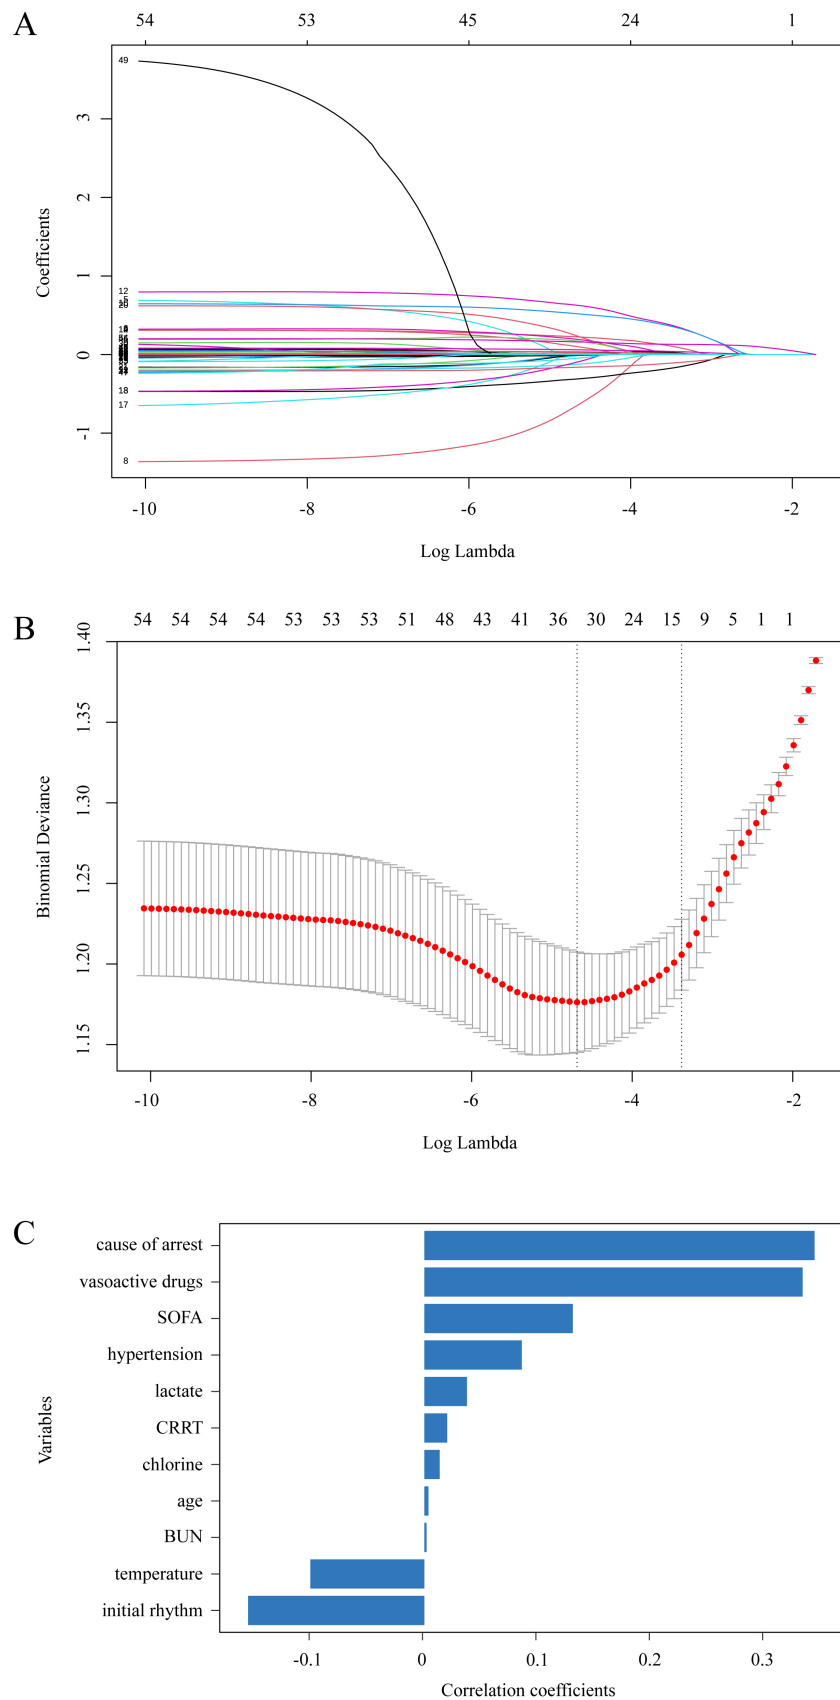 A
54 53 45 24 1
49
12
18
17
8
3
2
1
0
-1
Coefficients
-10 -8 -6 -4 -2
Log Lambda
B
54 54 54 54 53 53 53 51 48 43 41 36 30 24 15 9 5 1 1
1.40
1.35
1.30
1.25
1.20
1.15
Binomial Deviance
-10 -8 -6 -4 -2
Log Lambda
C
cause of arrest
vasoactive drugs
SOFA
hypertension
lactate
CRRT
chlorine
age
BUN
temperature
initial rhythm
Variables
-0.1 0 0.1 0.2 0.3
Correlation coefficients